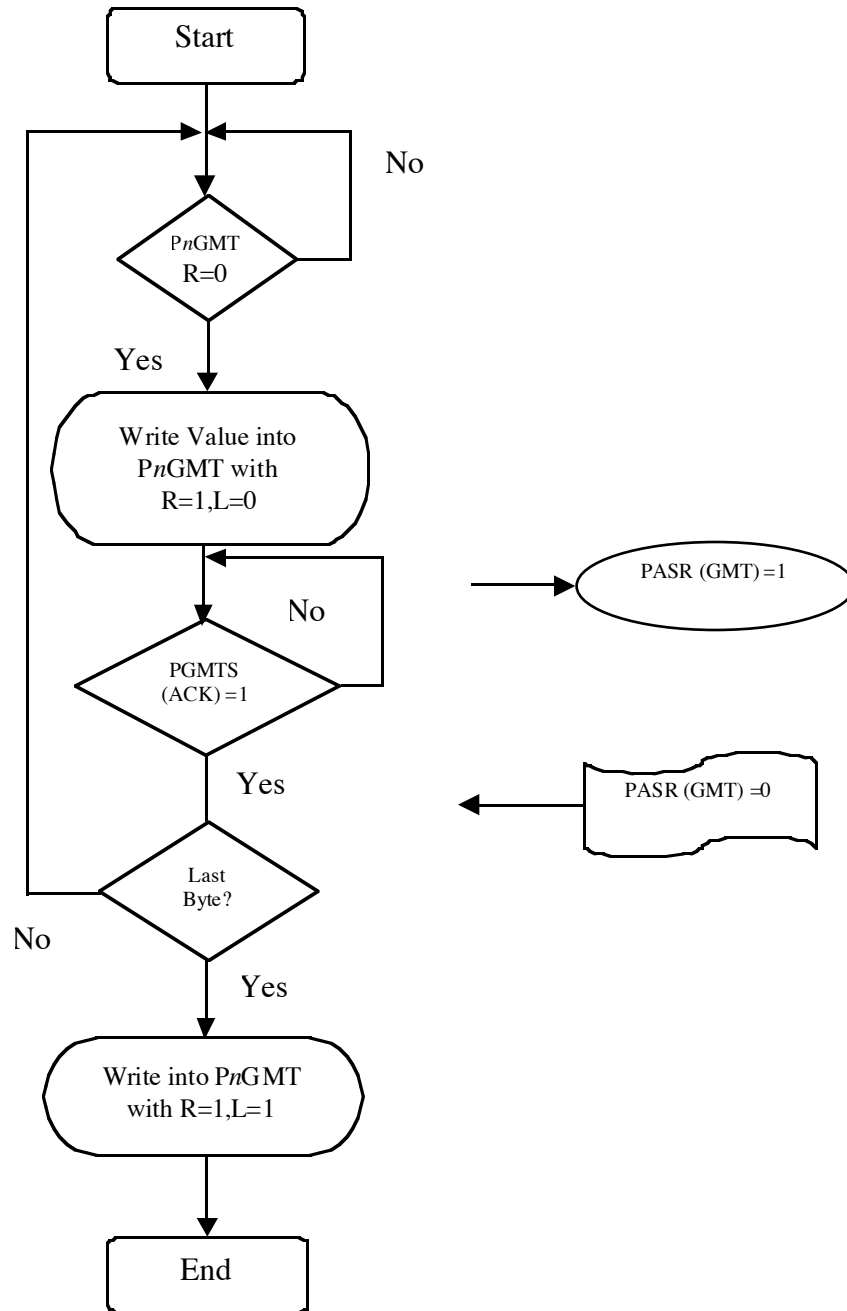 Start
No
PnGMT
R=0
Yes
Write Value into
PnGMT with
R=1,L=0
No
PGMTS
(ACK) =1
Yes
Last
Byte?
No
Yes
Write into PnGMT
with R=1,L=1
End
PASR (GMT) =1
PASR (GMT) =0